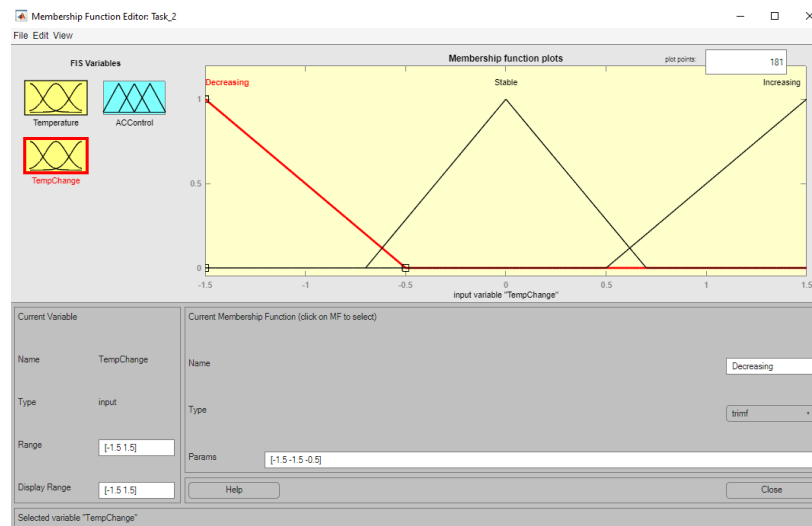 Membership Function Editor: Task_2
File Edit View
FIS Variables
Temperature
ACControl
TempChange
Membership function plots
plot points:
181
Decreasing
Stable
Increasing
1
0.5
0
-1.5 -1 -0.5 0 0.5 1 1.5
input variable "TempChange"
Current Variable
Name TempChange
Type input
Range [-1.5 1.5]
Display Range [-1.5 1.5]
Current Membership Function (click on MF to select)
Name Decreasing
Type trimf
Params [-1.5 -1.5 -0.5]
Help Close
Selected variable "TempChange"